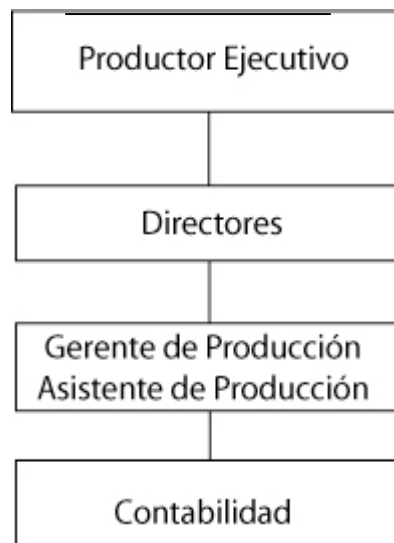 Productor Ejecutivo
Directores
Gerente de Producción
Asistente de Producción
Contabilidad